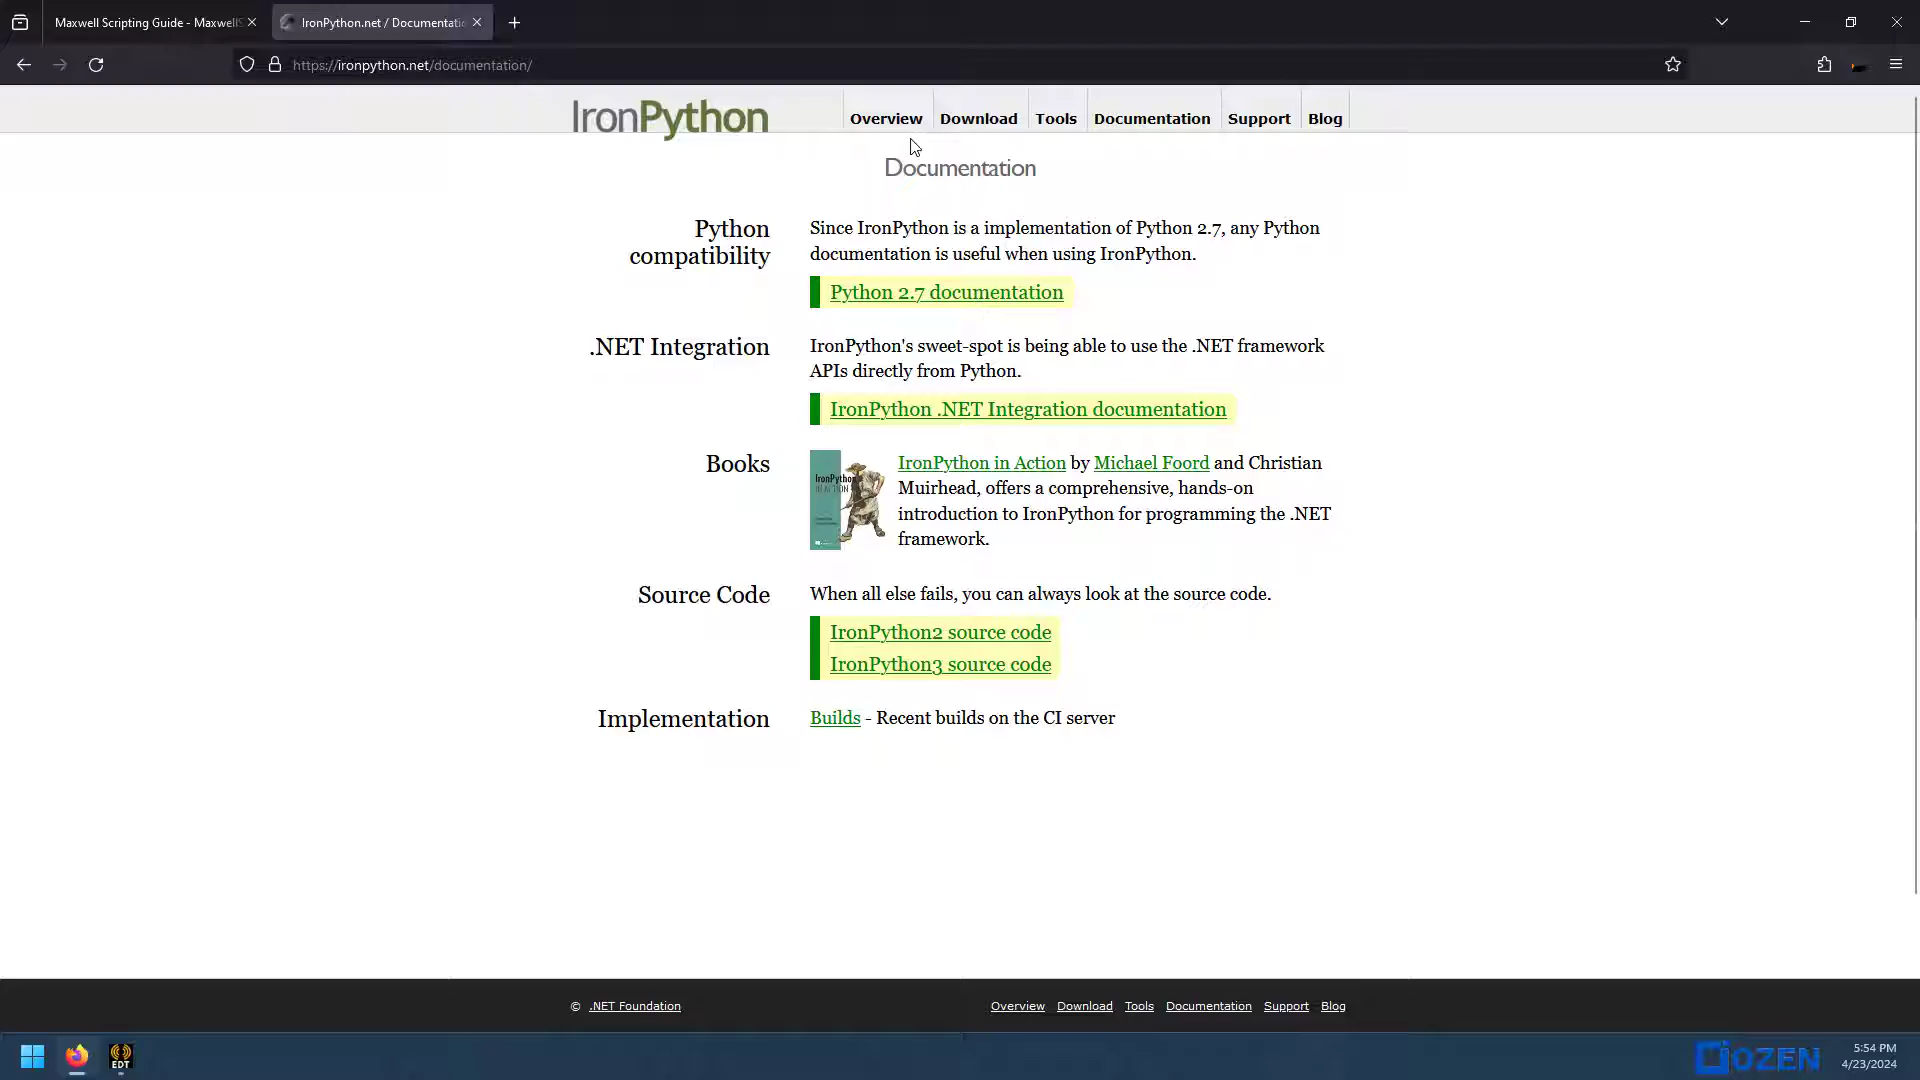 Maxwell Scripting Guide - MaxwellS
IronPython.net / Documentatio
https://ironpython.net/documentation/
IronPython
Overview
Download
Tools
Documentation
Support
Blog
Documentation
Python
compatibility
Since IronPython is a implementation of Python 2.7, any Python
documentation is useful when using IronPython.
Python 2.7 documentation
.NET Integration
IronPython's sweet-spot is being able to use the .NET framework
APIs directly from Python.
IronPython .NET Integration documentation
Books
IronPython
IN ACTION
IronPython in Action by Michael Foord and Christian
Muirhead, offers a comprehensive, hands-on
introduction to IronPython for programming the .NET
framework.
Source Code
When all else fails, you can always look at the source code.
IronPython2 source code
IronPython3 source code
Implementation
Builds - Recent builds on the CI server
© .NET Foundation
Overview
Download
Tools
Documentation
Support
Blog
EDT
OZEN
5:54 PM
4/23/2024